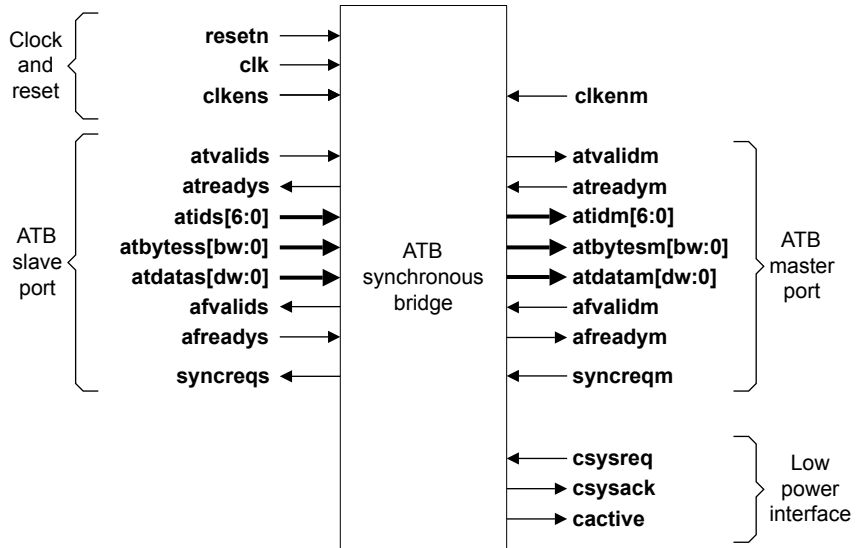 Clock
and
reset
resetn
clk
clkens
clkenm
ATB
slave
port
atvalids
atreadys
atids[6:0]
atbytess[bw:0]
atdatas[dw:0]
afvalids
afreadys
syncreqs
ATB
synchronous
bridge
atvalidm
atreadym
atidm[6:0]
atbytesm[bw:0]
atdatam[dw:0]
afvalidm
afreadym
syncreqm
ATB
master
port
csysreq
csysack
cactive
Low
power
interface